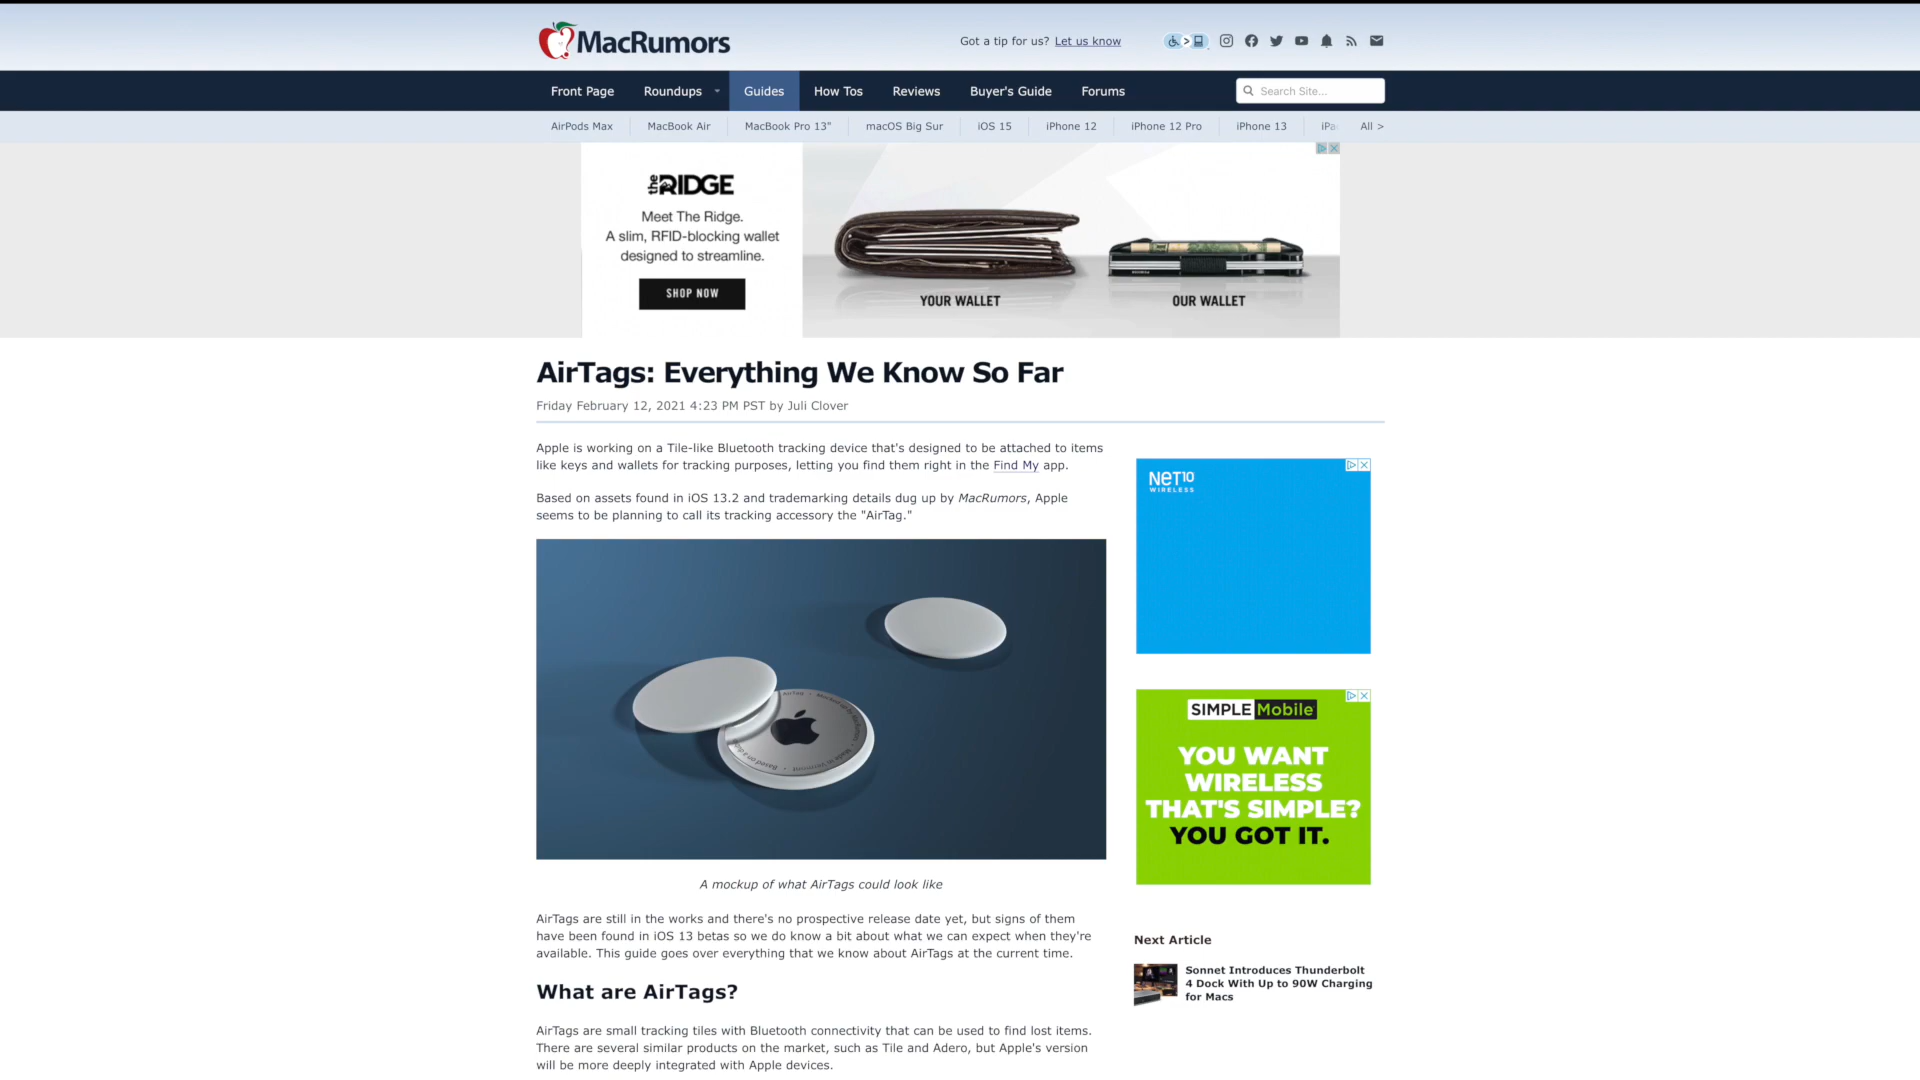 MacRumors
Got a tip for us? Let us know
Front Page Roundups Guides How Tos Reviews Buyer's Guide Forums Search Site...
AirPods Max MacBook Air MacBook Pro 13" macOS Big Sur iOS 15 iPhone 12 iPhone 12 Pro iPhone 13 iPa All >
the RIDGE
Meet The Ridge.
A slim, RFID-blocking wallet
designed to streamline.
SHOP NOW
YOUR WALLET
OUR WALLET
AirTags: Everything We Know So Far
Friday February 12, 2021 4:23 PM PST by Juli Clover
Apple is working on a Tile-like Bluetooth tracking device that's designed to be attached to items
like keys and wallets for tracking purposes, letting you find them right in the Find My app.
Based on assets found in iOS 13.2 and trademarking details dug up by MacRumors, Apple
seems to be planning to call its tracking accessory the "AirTag."
AirTag • Mockup by MacRumors • Made in Vermont • Based on a
A mockup of what AirTags could look like
AirTags are still in the works and there's no prospective release date yet, but signs of them
have been found in iOS 13 betas so we do know a bit about what we can expect when they're
available. This guide goes over everything that we know about AirTags at the current time.
What are AirTags?
AirTags are small tracking tiles with Bluetooth connectivity that can be used to find lost items.
There are several similar products on the market, such as Tile and Adero, but Apple's version
will be more deeply integrated with Apple devices.
NET10
WIRELESS
SIMPLE Mobile
YOU WANT
WIRELESS
THAT'S SIMPLE?
YOU GOT IT.
Next Article
Sonnet Introduces Thunderbolt
4 Dock With Up to 90W Charging
for Macs